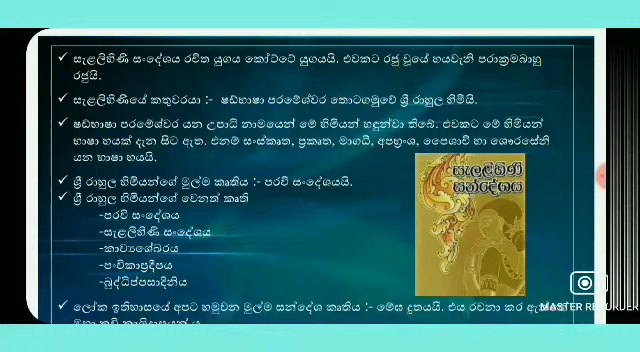 ✓ සැළලිහිණි සංදේශය රචිත යුගය කෝට්ටේ යුගයයි. එවකට රජු වූයේ හයවැනි පරාක්‍රමබාහු
රජුයි.
✓ සැළලිහිණියේ කතුවරයා :- ෂඩ්භාෂා පරමේශ්වර තොටගමුවේ ශ්‍රී රාහුල හිමියි.
✓ ෂඩ්භාෂා පරමේශ්වර යන උපාධි නාමයෙන් මෙ හිමියන් හඳුන්වා තිබේ. එවකට මේ හිමියන්
භාෂා හයක් දැන සිට ඇත. එනම් සංස්කෘත, ප්‍රකෘත, මාගධී, අපභ්‍රංශ, පෛශාචී හා ශෞරසේනි
යන භාෂා හයයි.
✓ ශ්‍රී රාහුල හිමියන්ගේ මුල්ම කෘතිය :- පරවි සංදේශයයි.
✓ ශ්‍රී රාහුල හිමියන්ගේ වෙනත් කෘති
-පරවි සංදේශය
-සැළලිහිණි සංදේශය
-කාව්‍යශේඛරය
-පංචිකාප්‍රදීපය
-බුද්ධිප්පසාදිනිය
සැලළිහිණි
සන්දේශය
✓ ලෝක ඉතිහාසයේ අපට හමුවන මුල්ම සන්දේශ කෘතිය :- මේඝ දූතයයි. එය රචනා කර
MASTER RECORDER